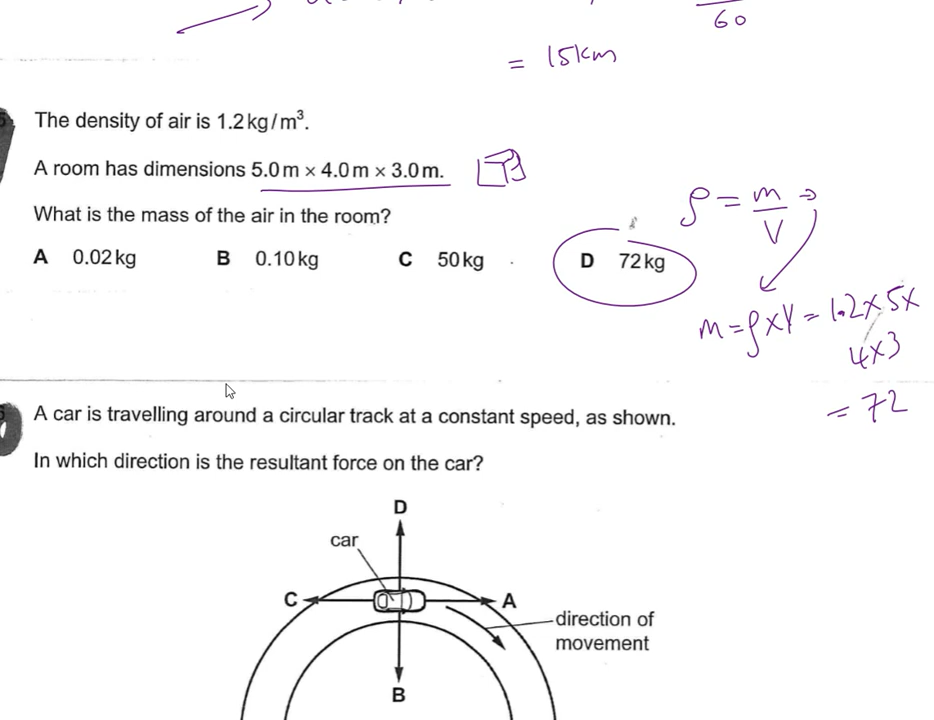 60
= 15km
The density of air is 1.2 kg/m³.
A room has dimensions 5.0 m × 4.0 m × 3.0 m.
What is the mass of the air in the room?
A 0.02 kg B 0.10 kg C 50 kg D 72 kg
ρ = m/V ⇒
m = ρ x V = 1.2 x 5 x
4 x 3
= 72
A car is travelling around a circular track at a constant speed, as shown.
In which direction is the resultant force on the car?
D
car
C
A
direction of
movement
B